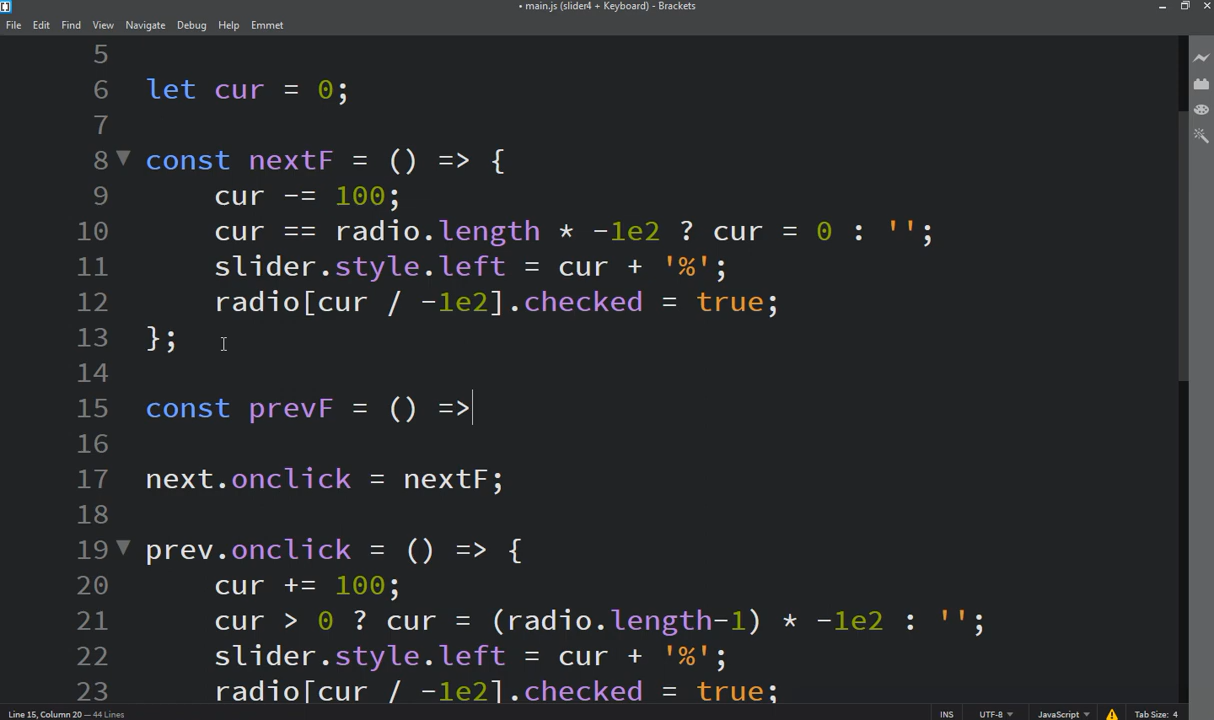 • main.js (slider4 + Keyboard) - Brackets
File Edit Find View Navigate Debug Help Emmet
5
6 let cur = 0;
7
8 const nextF = () => {
9 cur -= 100;
10 cur == radio.length * -1e2 ? cur = 0 : '';
11 slider.style.left = cur + '%';
12 radio[cur / -1e2].checked = true;
13 };
14
15 const prevF = () =>
16
17 next.onclick = nextF;
18
19 prev.onclick = () => {
20 cur += 100;
21 cur > 0 ? cur = (radio.length-1) * -1e2 : '';
22 slider.style.left = cur + '%';
23 radio[cur / -1e2].checked = true;
Line 15, Column 20 — 44 Lines INS UTF-8 JavaScript Tab Size: 4